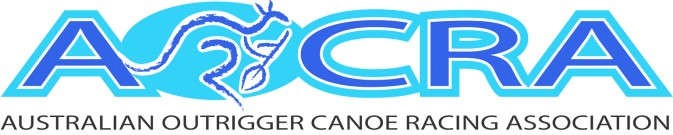 AOCRA
AUSTRALIAN OUTRIGGER CANOE RACING ASSOCIATION